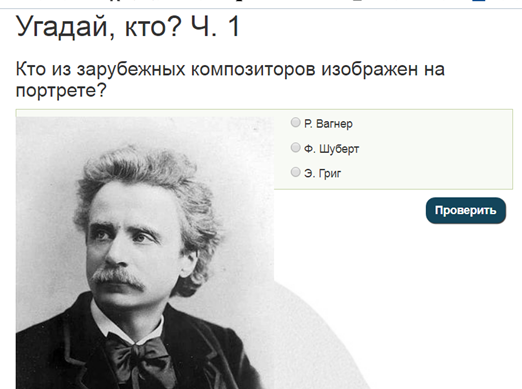 Угадай, кто? Ч. 1
Кто из зарубежных композиторов изображен на
портрете?
Р. Вагнер
Ф. Шуберт
Э. Григ
Проверить